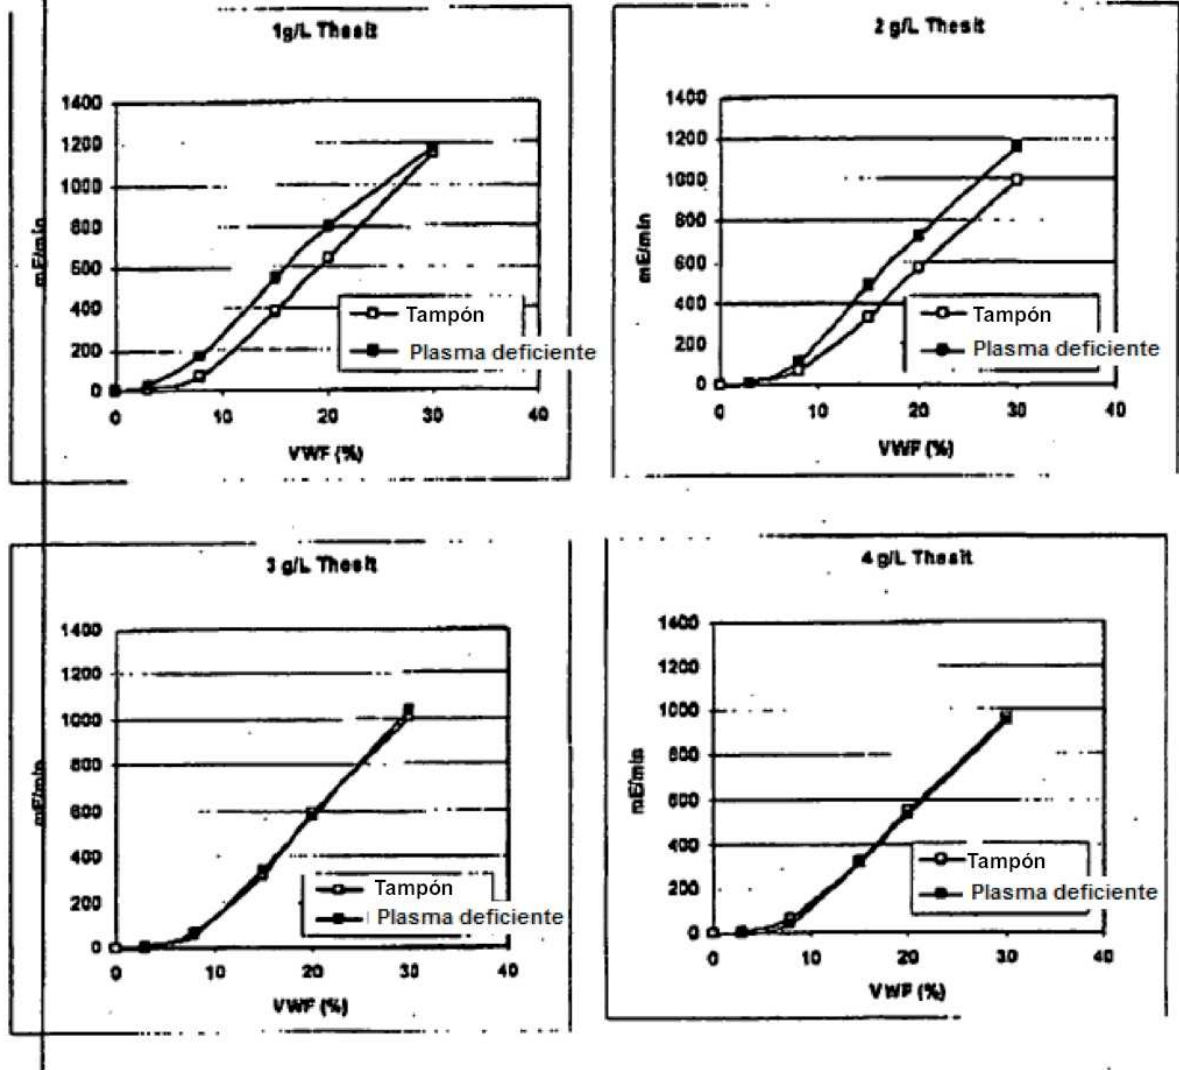 1g/L Thesit
1400
1200
1000
800
600
400
200
0
mE/min
0 10 20 30 40
VWF (%)
Tampón
Plasma deficiente
2 g/L Thesit
1400
1200
1000
800
600
400
200
0
mE/min
0 10 20 30 40
VWF (%)
Tampón
Plasma deficiente
3 g/L Thesit
1400
1200
1000
800
600
400
200
0
mE/min
0 10 20 30 40
VWF (%)
Tampón
Plasma deficiente
4 g/L Thesit
1400
1200
1000
800
600
400
200
0
mE/min
0 10 20 30 40
VWF (%)
Tampón
Plasma deficiente